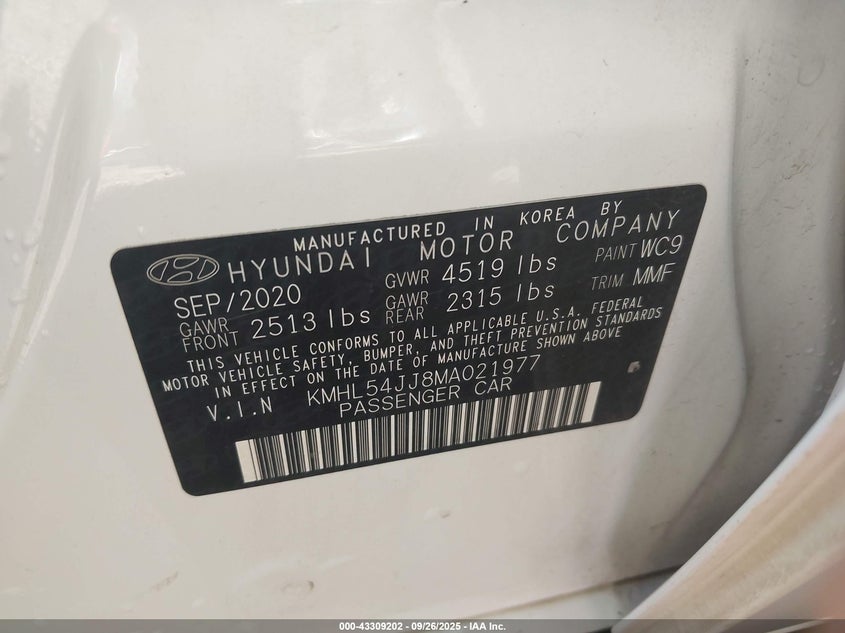 MANUFACTURED IN KOREA BY
HYUNDAI MOTOR COMPANY
SEP/2020 GVWR 4519 lbs PAINT WC9
GAWR FRONT 2513 lbs GAWR REAR 2315 lbs TRIM MMF
THIS VEHICLE CONFORMS TO ALL APPLICABLE U.S.A. FEDERAL
MOTOR VEHICLE SAFETY, BUMPER, AND THEFT PREVENTION STANDARDS
IN EFFECT ON THE DATE OF MANUFACTURE SHOWN ABOVE
V.I.N KMHL54JJ8MA021977
PASSENGER CAR
000-43309202 - 09/26/2025 - IAA Inc.